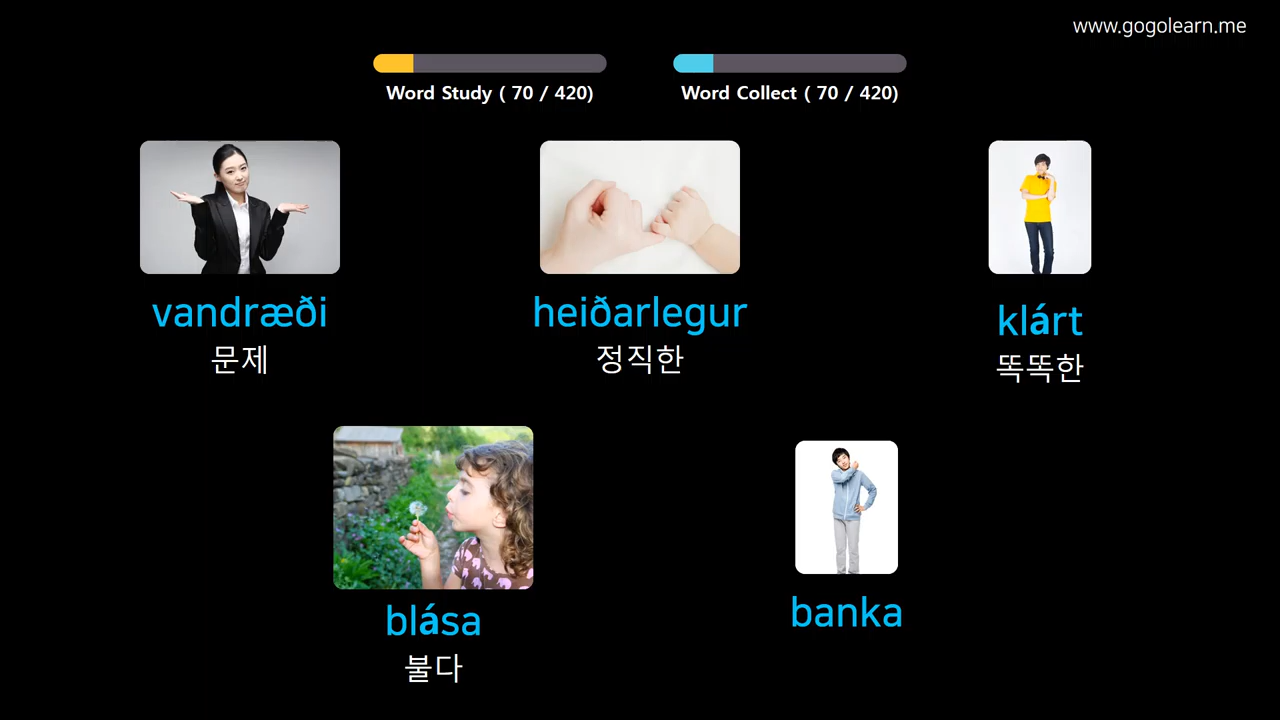 www.gogolearn.me
Word Study ( 70 / 420)
Word Collect ( 70 / 420)
vandræði
문제
heiðarlegur
정직한
klárt
똑똑한
blása
불다
banka